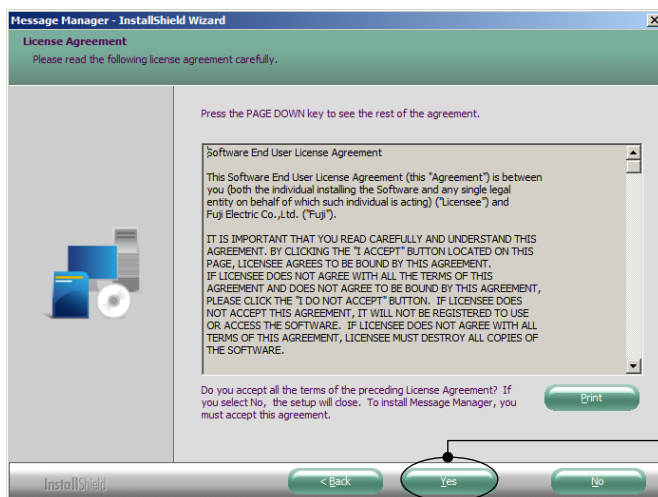 Message Manager - InstallShield Wizard
License Agreement
Please read the following license agreement carefully.
Press the PAGE DOWN key to see the rest of the agreement.
Software End User License Agreement
This Software End User License Agreement (this "Agreement") is between
you (both the individual installing the Software and any single legal
entity on behalf of which such individual is acting) ("Licensee") and
Fuji Electric Co.,Ltd. ("Fuji").
IT IS IMPORTANT THAT YOU READ CAREFULLY AND UNDERSTAND THIS
AGREEMENT. BY CLICKING THE "I ACCEPT" BUTTON LOCATED ON THIS
PAGE, LICENSEE AGREES TO BE BOUND BY THIS AGREEMENT.
IF LICENSEE DOES NOT AGREE WITH ALL THE TERMS OF THIS
AGREEMENT AND DOES NOT AGREE TO BE BOUND BY THIS AGREEMENT,
PLEASE CLICK THE "I DO NOT ACCEPT" BUTTON. IF LICENSEE DOES
NOT ACCEPT THIS AGREEMENT, IT WILL NOT BE REGISTERED TO USE
OR ACCESS THE SOFTWARE. IF LICENSEE DOES NOT AGREE WITH ALL
TERMS OF THIS AGREEMENT, LICENSEE MUST DESTROY ALL COPIES OF
THE SOFTWARE.
Do you accept all the terms of the preceding License Agreement? If
you select No, the setup will close. To install Message Manager, you
must accept this agreement.
Print
InstallShield
< Back
Yes
No